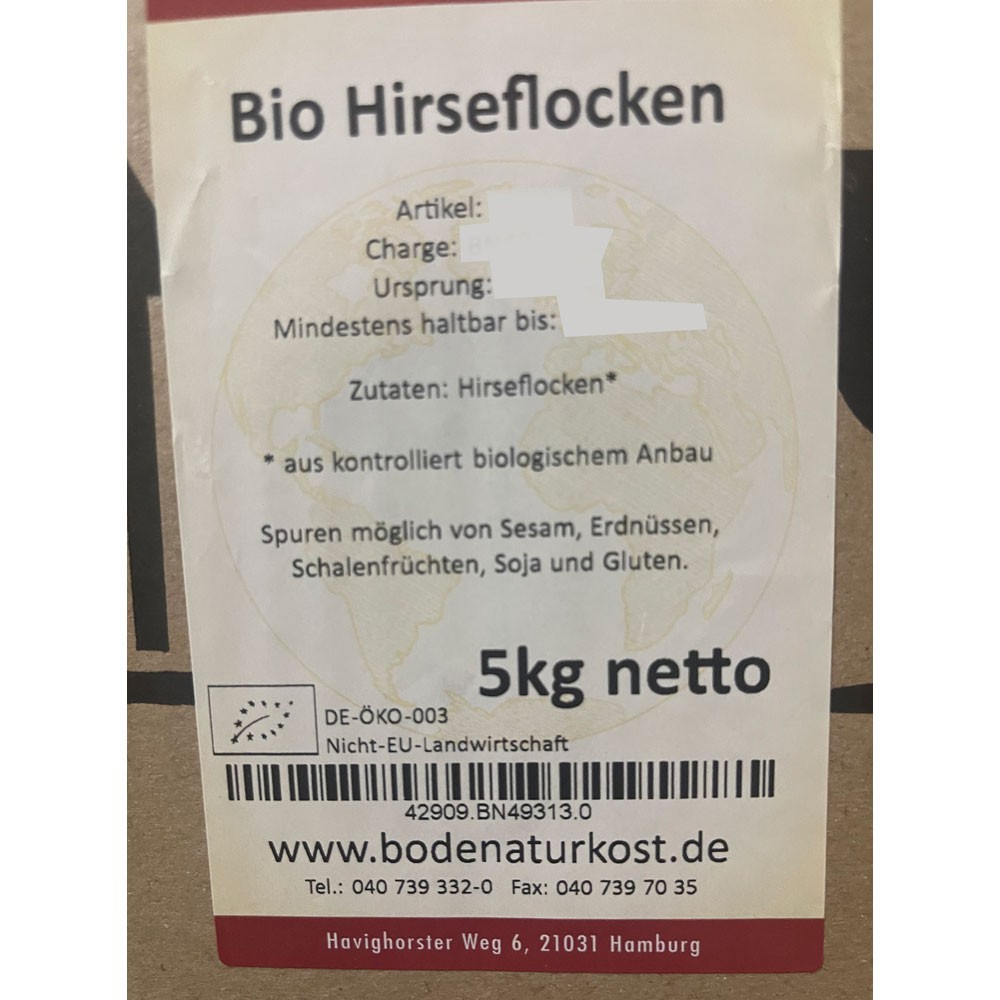 Bio Hirseflocken
Artikel:
Charge:
Ursprung:
Mindestens haltbar bis:
Zutaten: Hirseflocken*
* aus kontrolliert biologischem Anbau
Spuren möglich von Sesam, Erdnüssen,
Schalenfrüchten, Soja und Gluten.
5kg netto
DE-ÖKO-003
Nicht-EU-Landwirtschaft
42909.BN49313.0
www.bodenaturkost.de
Tel.: 040 739 332-0 Fax: 040 739 70 35
Havighorster Weg 6, 21031 Hamburg